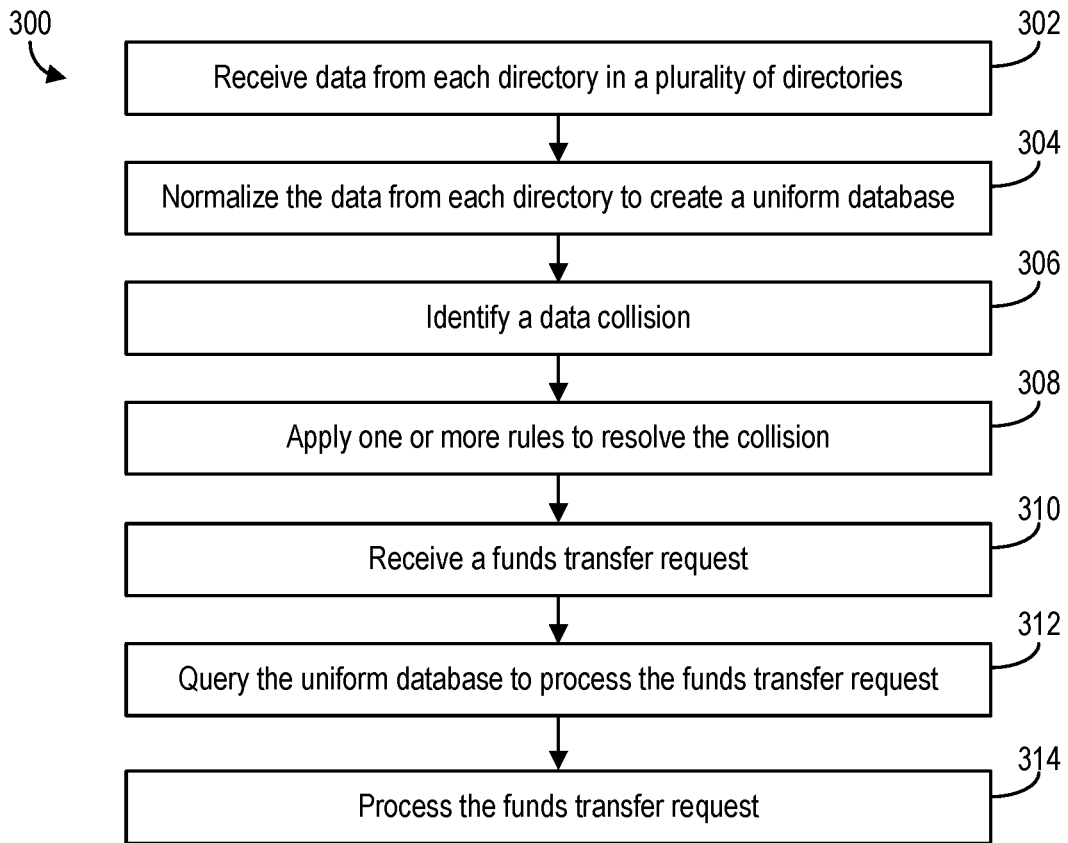 300
302
Receive data from each directory in a plurality of directories
304
Normalize the data from each directory to create a uniform database
306
Identify a data collision
308
Apply one or more rules to resolve the collision
310
Receive a funds transfer request
312
Query the uniform database to process the funds transfer request
314
Process the funds transfer request